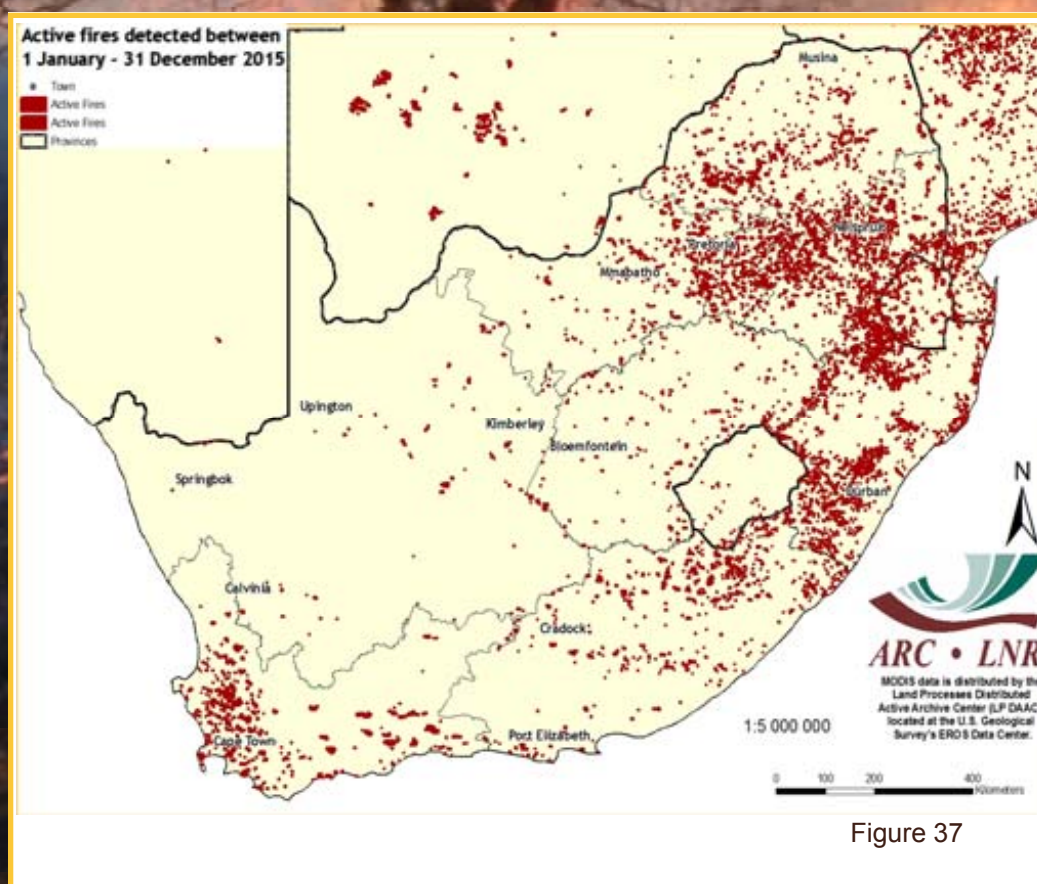 Active fires detected between
1 January - 31 December 2015
Town
Active Fires
Active Fires
Provinces
Musina
Nelspruit
Pretoria
Mmabatho
Upington
Kimberley
Bloemfontein
Springbok
Durban
N
Calvinia
Cradock
ARC • LNR
MODIS data is distributed by the
Land Processes Distributed
Active Archive Center (LP DAAC)
located at the U.S. Geological
Survey's EROS Data Center.
1:5 000 000
Port Elizabeth
Cape Town
0 100 200 400
Kilometers
Figure 37